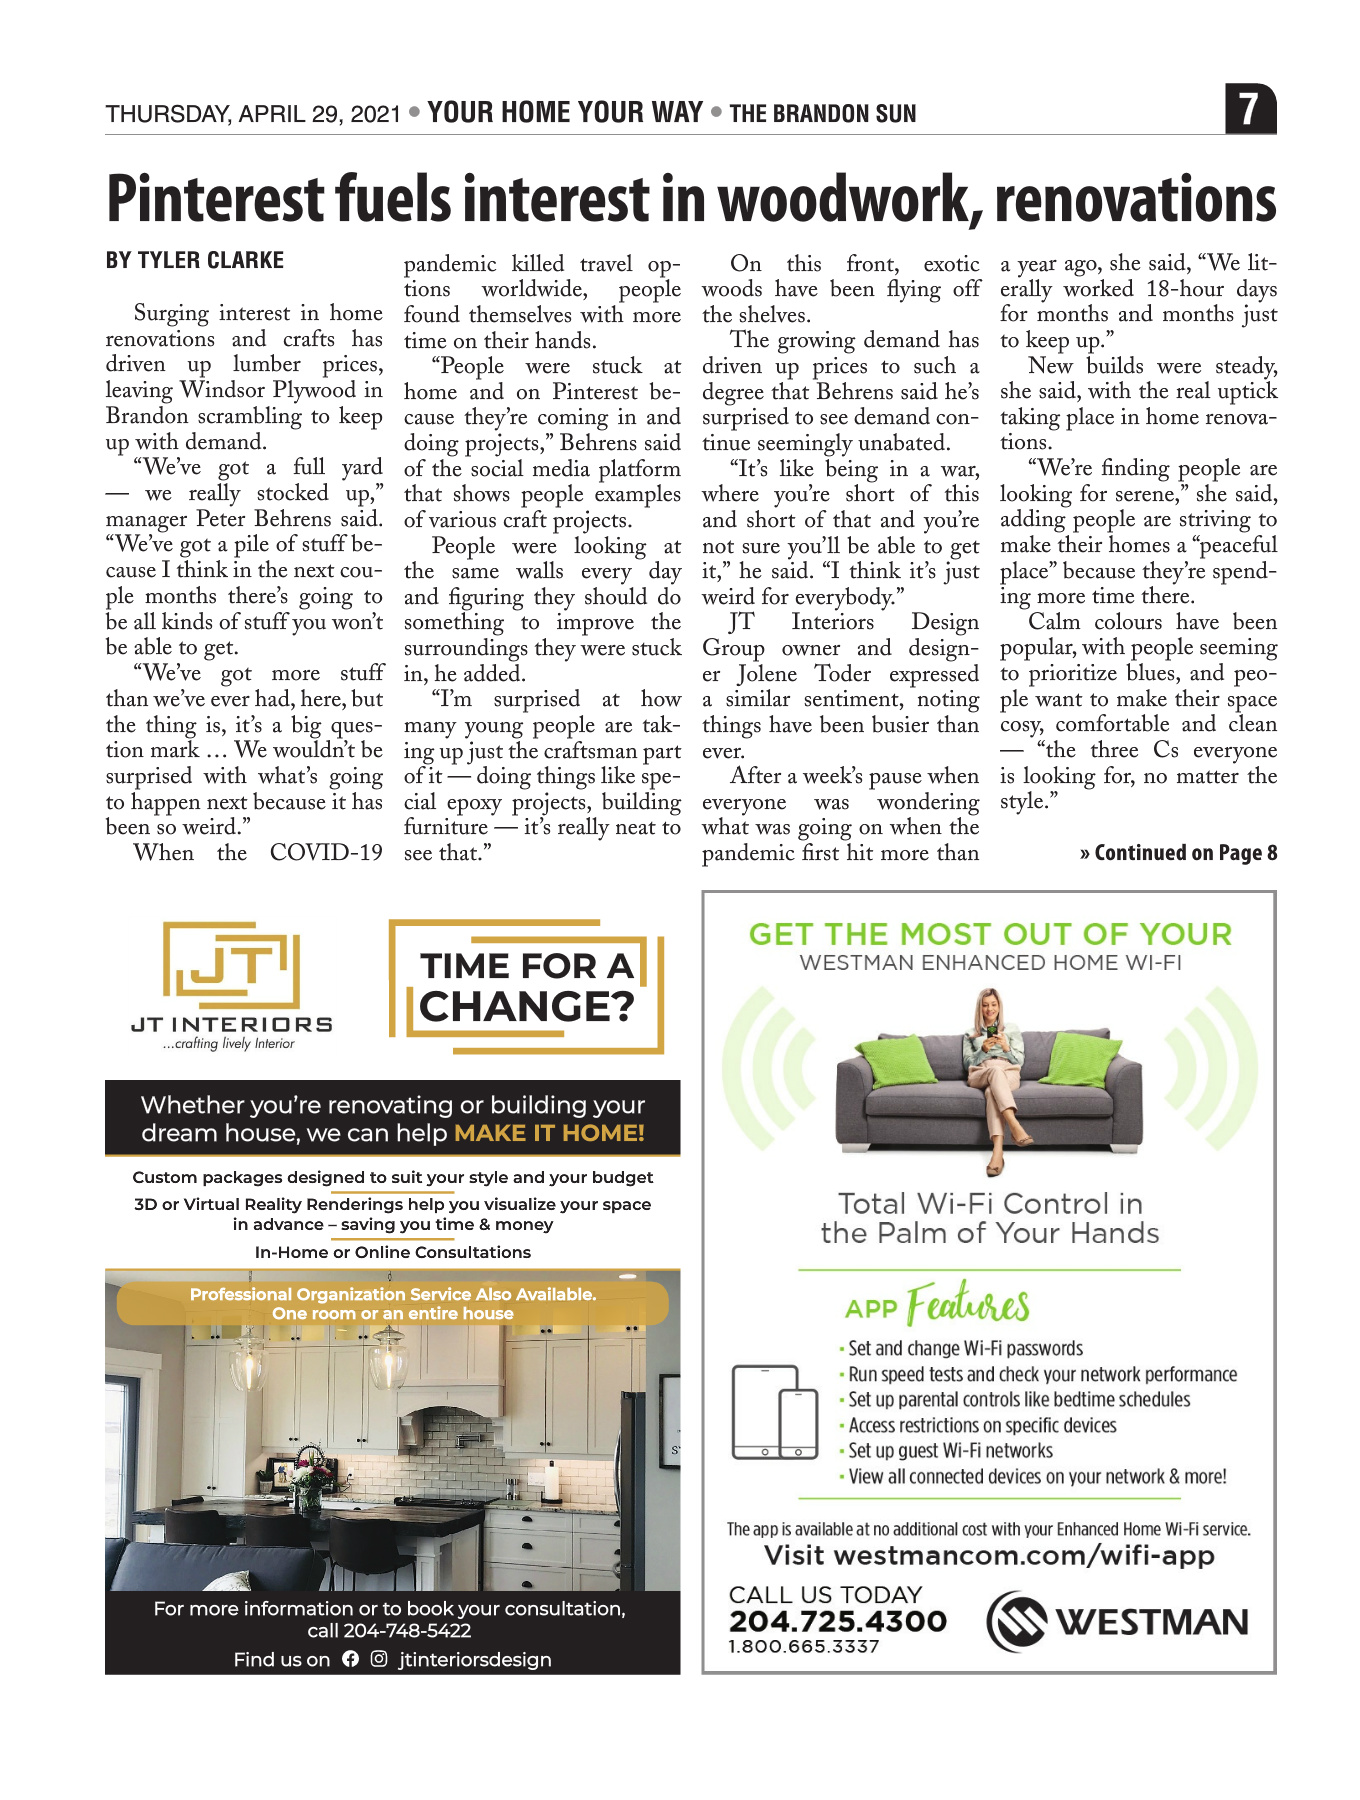 THURSDAY, APRIL 29, 2021 • YOUR HOME YOUR WAY • THE BRANDON SUN
7
Pinterest fuels interest in woodwork, renovations
BY TYLER CLARKE
Surging interest in home
renovations and crafts has
driven up lumber prices,
leaving Windsor Plywood in
Brandon scrambling to keep
up with demand.
“We’ve got a full yard
— we really stocked up,”
manager Peter Behrens said.
“We’ve got a pile of stuff be-
cause I think in the next cou-
ple months there’s going to
be all kinds of stuff you won’t
be able to get.
“We’ve got more stuff
than we’ve ever had, here, but
the thing is, it’s a big ques-
tion mark … We wouldn’t be
surprised with what’s going
to happen next because it has
been so weird.”
When the COVID-19
pandemic killed travel op-
tions worldwide, people
found themselves with more
time on their hands.
“People were stuck at
home and on Pinterest be-
cause they’re coming in and
doing projects,” Behrens said
of the social media platform
that shows people examples
of various craft projects.
People were looking at
the same walls every day
and figuring they should do
something to improve the
surroundings they were stuck
in, he added.
“I’m surprised at how
many young people are tak-
ing up just the craftsman part
of it — doing things like spe-
cial epoxy projects, building
furniture — it’s really neat to
see that.”
On this front, exotic
woods have been flying off
the shelves.
The growing demand has
driven up prices to such a
degree that Behrens said he’s
surprised to see demand con-
tinue seemingly unabated.
“It’s like being in a war,
where you’re short of this
and short of that and you’re
not sure you’ll be able to get
it,” he said. “I think it’s just
weird for everybody.”
JT Interiors Design
Group owner and design-
er Jolene Toder expressed
a similar sentiment, noting
things have been busier than
ever.
After a week’s pause when
everyone was wondering
what was going on when the
pandemic first hit more than
a year ago, she said, “We lit-
erally worked 18-hour days
for months and months just
to keep up.”
New builds were steady,
she said, with the real uptick
taking place in home renova-
tions.
“We’re finding people are
looking for serene,” she said,
adding people are striving to
make their homes a “peaceful
place” because they’re spend-
ing more time there.
Calm colours have been
popular, with people seeming
to prioritize blues, and peo-
ple want to make their space
cosy, comfortable and clean
— “the three Cs everyone
is looking for, no matter the
style.”
» Continued on Page 8
JT
JT INTERIORS
...crafting lively Interior
TIME FOR A
CHANGE?
Whether you’re renovating or building your
dream house, we can help MAKE IT HOME!
Custom packages designed to suit your style and your budget
3D or Virtual Reality Renderings help you visualize your space
in advance – saving you time & money
In-Home or Online Consultations
Professional Organization Service Also Available.
One room or an entire house
For more information or to book your consultation,
call 204-748-5422
Find us on jtinteriorsdesign
GET THE MOST OUT OF YOUR
WESTMAN ENHANCED HOME WI-FI
Total Wi-Fi Control in
the Palm of Your Hands
APP Features
• Set and change Wi-Fi passwords
• Run speed tests and check your network performance
• Set up parental controls like bedtime schedules
• Access restrictions on specific devices
• Set up guest Wi-Fi networks
• View all connected devices on your network & more!
The app is available at no additional cost with your Enhanced Home Wi-Fi service.
Visit westmancom.com/wifi-app
CALL US TODAY
204.725.4300
1.800.665.3337
WESTMAN